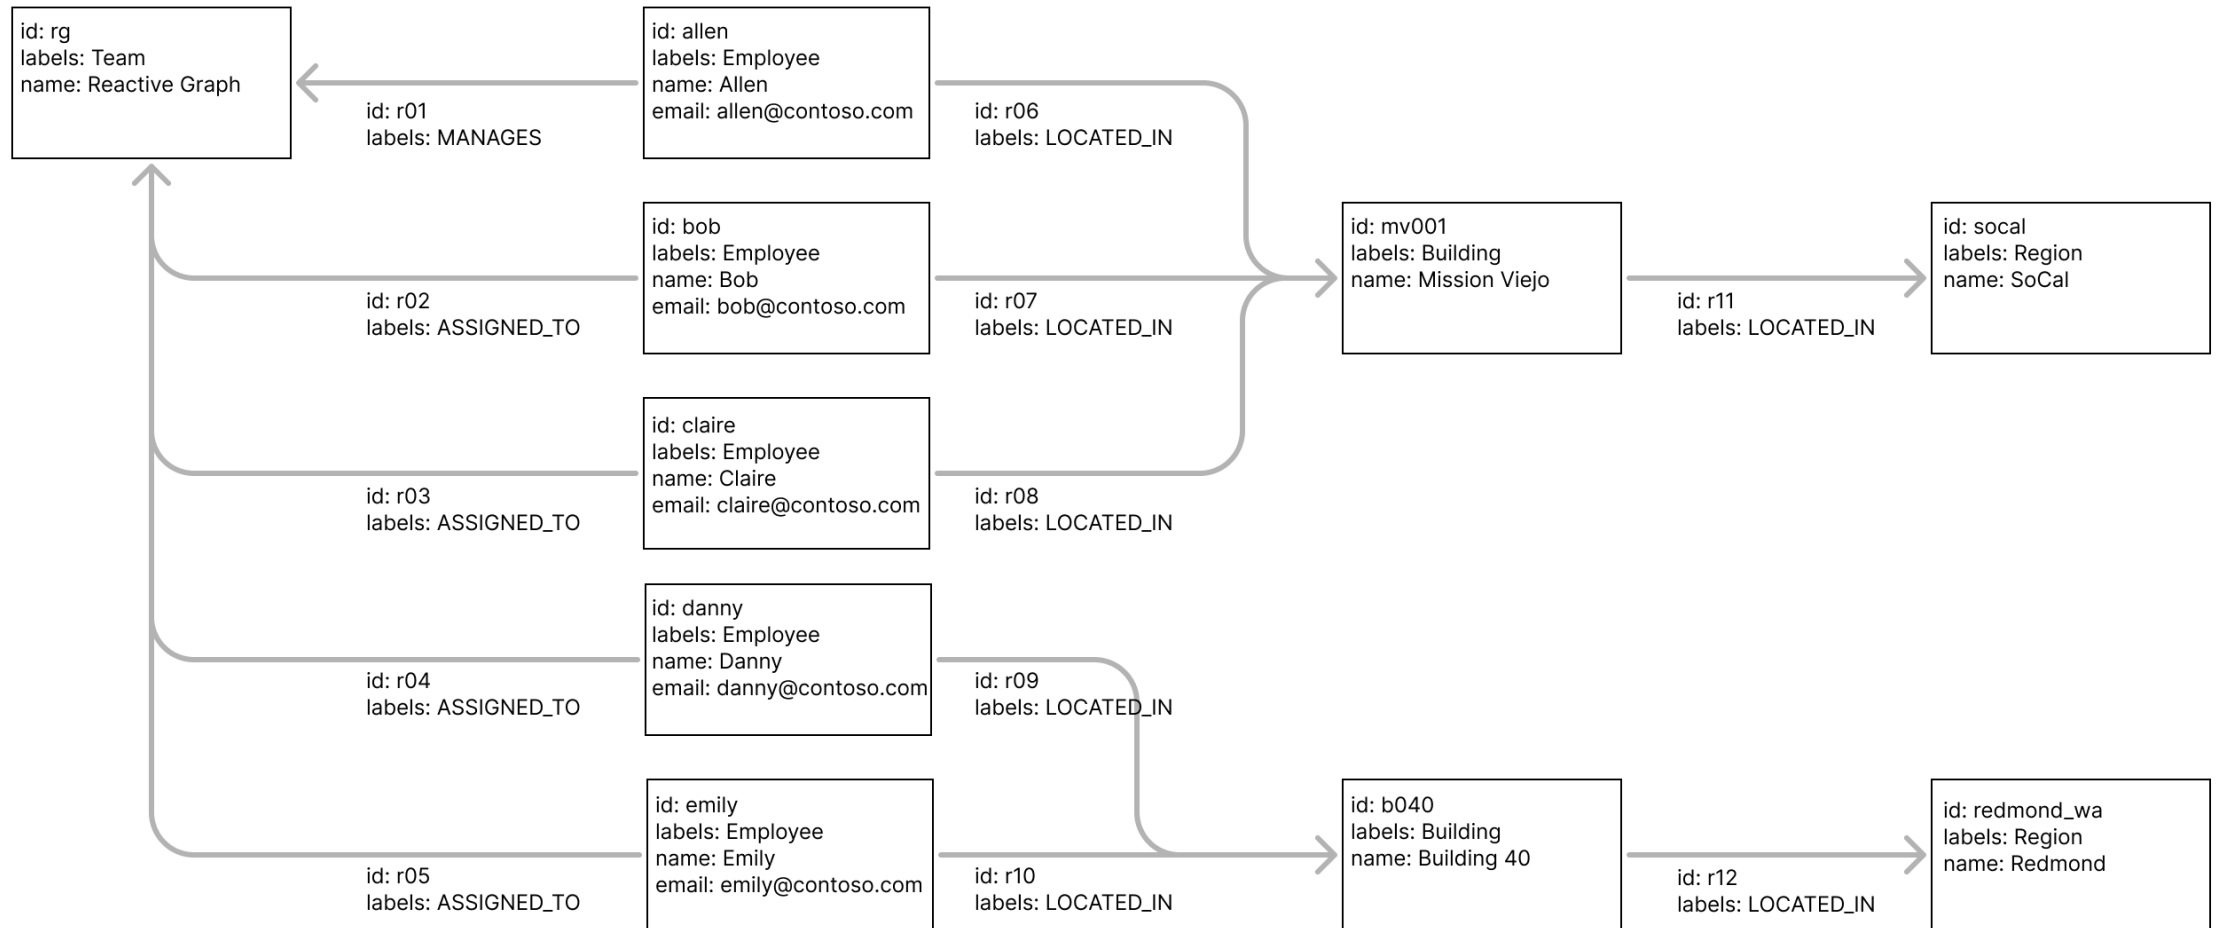 id: rg
labels: Team
name: Reactive Graph
id: r01
labels: MANAGES
id: allen
labels: Employee
name: Allen
email: allen@contoso.com
id: r06
labels: LOCATED_IN
id: r02
labels: ASSIGNED_TO
id: bob
labels: Employee
name: Bob
email: bob@contoso.com
id: r07
labels: LOCATED_IN
id: mv001
labels: Building
name: Mission Viejo
id: r11
labels: LOCATED_IN
id: socal
labels: Region
name: SoCal
id: r03
labels: ASSIGNED_TO
id: claire
labels: Employee
name: Claire
email: claire@contoso.com
id: r08
labels: LOCATED_IN
id: r04
labels: ASSIGNED_TO
id: danny
labels: Employee
name: Danny
email: danny@contoso.com
id: r09
labels: LOCATED_IN
id: r05
labels: ASSIGNED_TO
id: emily
labels: Employee
name: Emily
email: emily@contoso.com
id: r10
labels: LOCATED_IN
id: b040
labels: Building
name: Building 40
id: r12
labels: LOCATED_IN
id: redmond_wa
labels: Region
name: Redmond